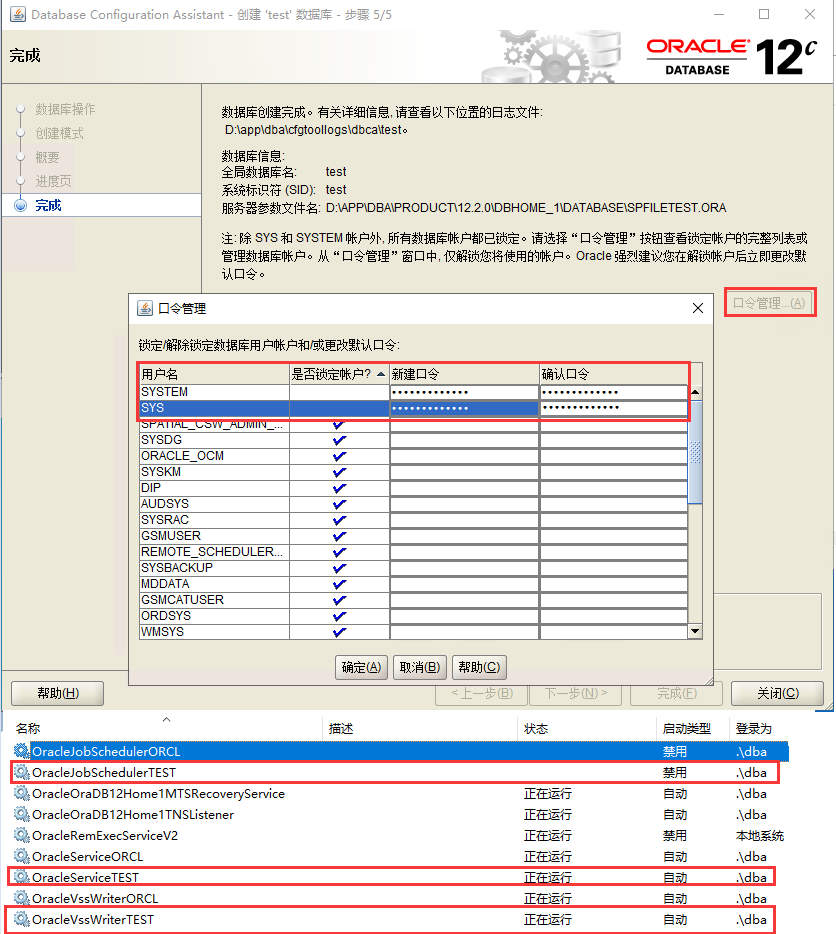 Database Configuration Assistant - 创建 'test' 数据库 - 步骤 5/5
完成
ORACLE®
DATABASE
12c
数据库操作
创建模式
概要
进度页
完成
数据库创建完成。有关详细信息, 请查看以下位置的日志文件:
D:\app\dba\cfgtoollogs\dbca\test。
数据库信息:
全局数据库名: test
系统标识符 (SID): test
服务器参数文件名: D:\APP\DBA\PRODUCT\12.2.0\DBHOME_1\DATABASE\SPFILETEST.ORA
注: 除 SYS 和 SYSTEM 帐户外, 所有数据库帐户都已锁定。请选择 “口令管理” 按钮查看锁定帐户的完整列表或
管理数据库帐户。从 “口令管理” 窗口中, 仅解锁您将使用的帐户。Oracle 强烈建议您在解锁帐户后立即更改默
认口令。
口令管理...(A)
口令管理
锁定/解除锁定数据库用户帐户和/或更改默认口令:
用户名 是否锁定帐户? 新建口令 确认口令
SYSTEM ••••••••••••• •••••••••••••
SYS ••••••••••••• •••••••••••••
SPATIAL_CSW_ADMIN_... ✔
SYSDG ✔
ORACLE_OCM ✔
SYSKM ✔
DIP ✔
AUDSYS ✔
SYSRAC ✔
GSMUSER ✔
REMOTE_SCHEDULER... ✔
SYSBACKUP ✔
MDDATA ✔
GSMCATUSER ✔
ORDSYS ✔
WMSYS ✔
确定(A) 取消(B) 帮助(C)
帮助(H) < 上一步(B) 下一步(N) > 完成(F) 关闭(C)
名称 描述 状态 启动类型 登录为
OracleJobSchedulerORCL 禁用 .\dba
OracleJobSchedulerTEST 禁用 .\dba
OracleOraDB12Home1MTSRecoveryService 正在运行 自动 .\dba
OracleOraDB12Home1TNSListener 正在运行 自动 .\dba
OracleRemExecServiceV2 正在运行 禁用 本地系统
OracleServiceORCL 正在运行 自动 .\dba
OracleServiceTEST 正在运行 自动 .\dba
OracleVssWriterORCL 正在运行 自动 .\dba
OracleVssWriterTEST 正在运行 自动 .\dba